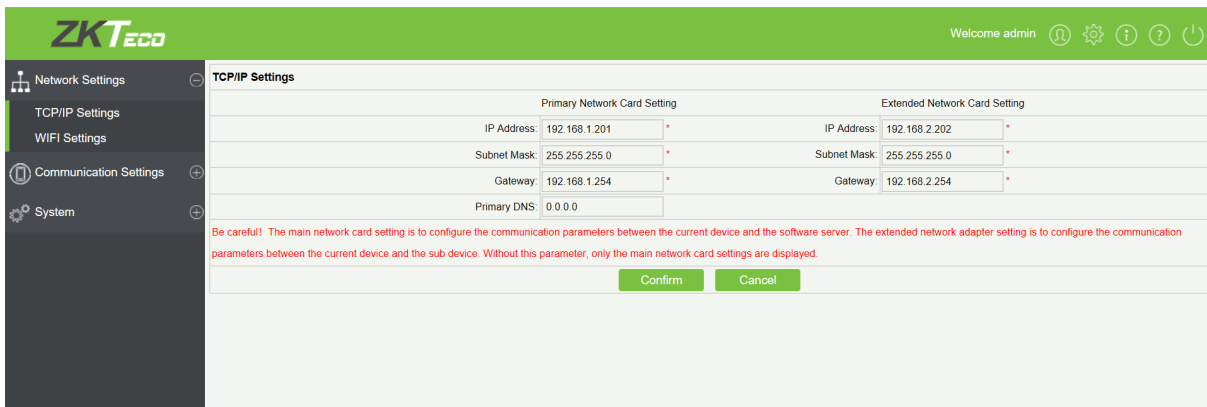 ZKTeco
Welcome admin
Network Settings
TCP/IP Settings
WIFI Settings
Communication Settings
System
TCP/IP Settings
Primary Network Card Setting Extended Network Card Setting
IP Address: 192.168.1.201 * IP Address: 192.168.2.202 *
Subnet Mask: 255.255.255.0 * Subnet Mask: 255.255.255.0 *
Gateway: 192.168.1.254 * Gateway: 192.168.2.254 *
Primary DNS: 0.0.0.0
Be careful! The main network card setting is to configure the communication parameters between the current device and the software server. The extended network adapter setting is to configure the communication
parameters between the current device and the sub device. Without this parameter, only the main network card settings are displayed.
Confirm Cancel